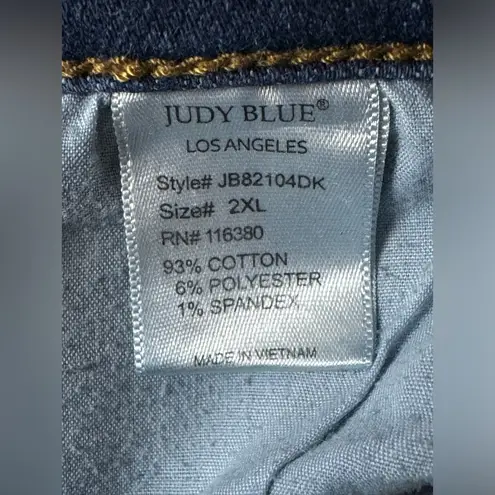 JUDY BLUE®
LOS ANGELES
Style# JB82104DK
Size# 2XL
RN# 116380
93% COTTON
6% POLYESTER
1% SPANDEX
MADE IN VIETNAM